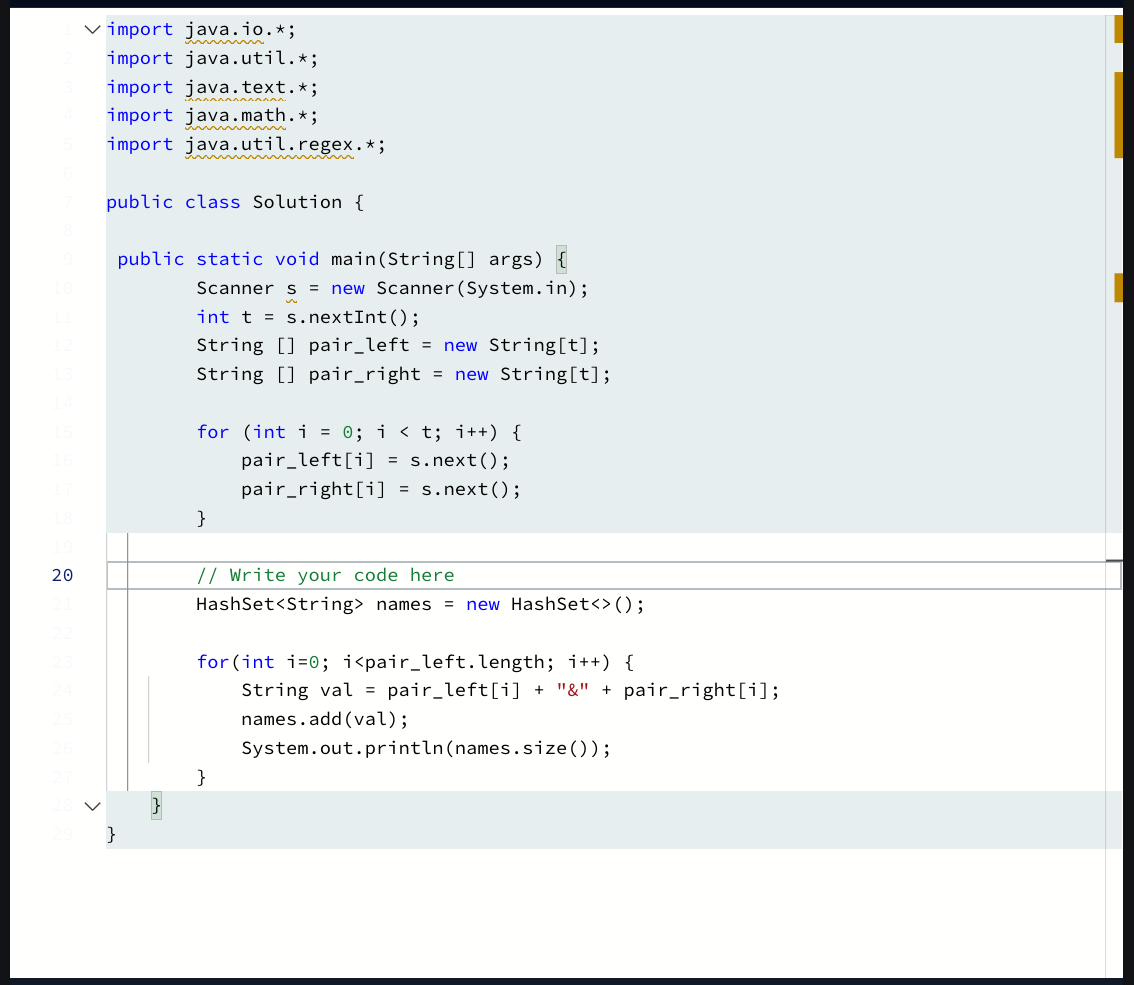 1 import java.io.*;
2 import java.util.*;
3 import java.text.*;
4 import java.math.*;
5 import java.util.regex.*;
6
7 public class Solution {
8
9  public static void main(String[] args) {
10         Scanner s = new Scanner(System.in);
11         int t = s.nextInt();
12         String [] pair_left = new String[t];
13         String [] pair_right = new String[t];
14
15         for (int i = 0; i < t; i++) {
16             pair_left[i] = s.next();
17             pair_right[i] = s.next();
18         }
19
20         // Write your code here
21         HashSet<String> names = new HashSet<>();
22
23         for(int i=0; i<pair_left.length; i++) {
24             String val = pair_left[i] + "&" + pair_right[i];
25             names.add(val);
26             System.out.println(names.size());
27         }
28     }
29 }